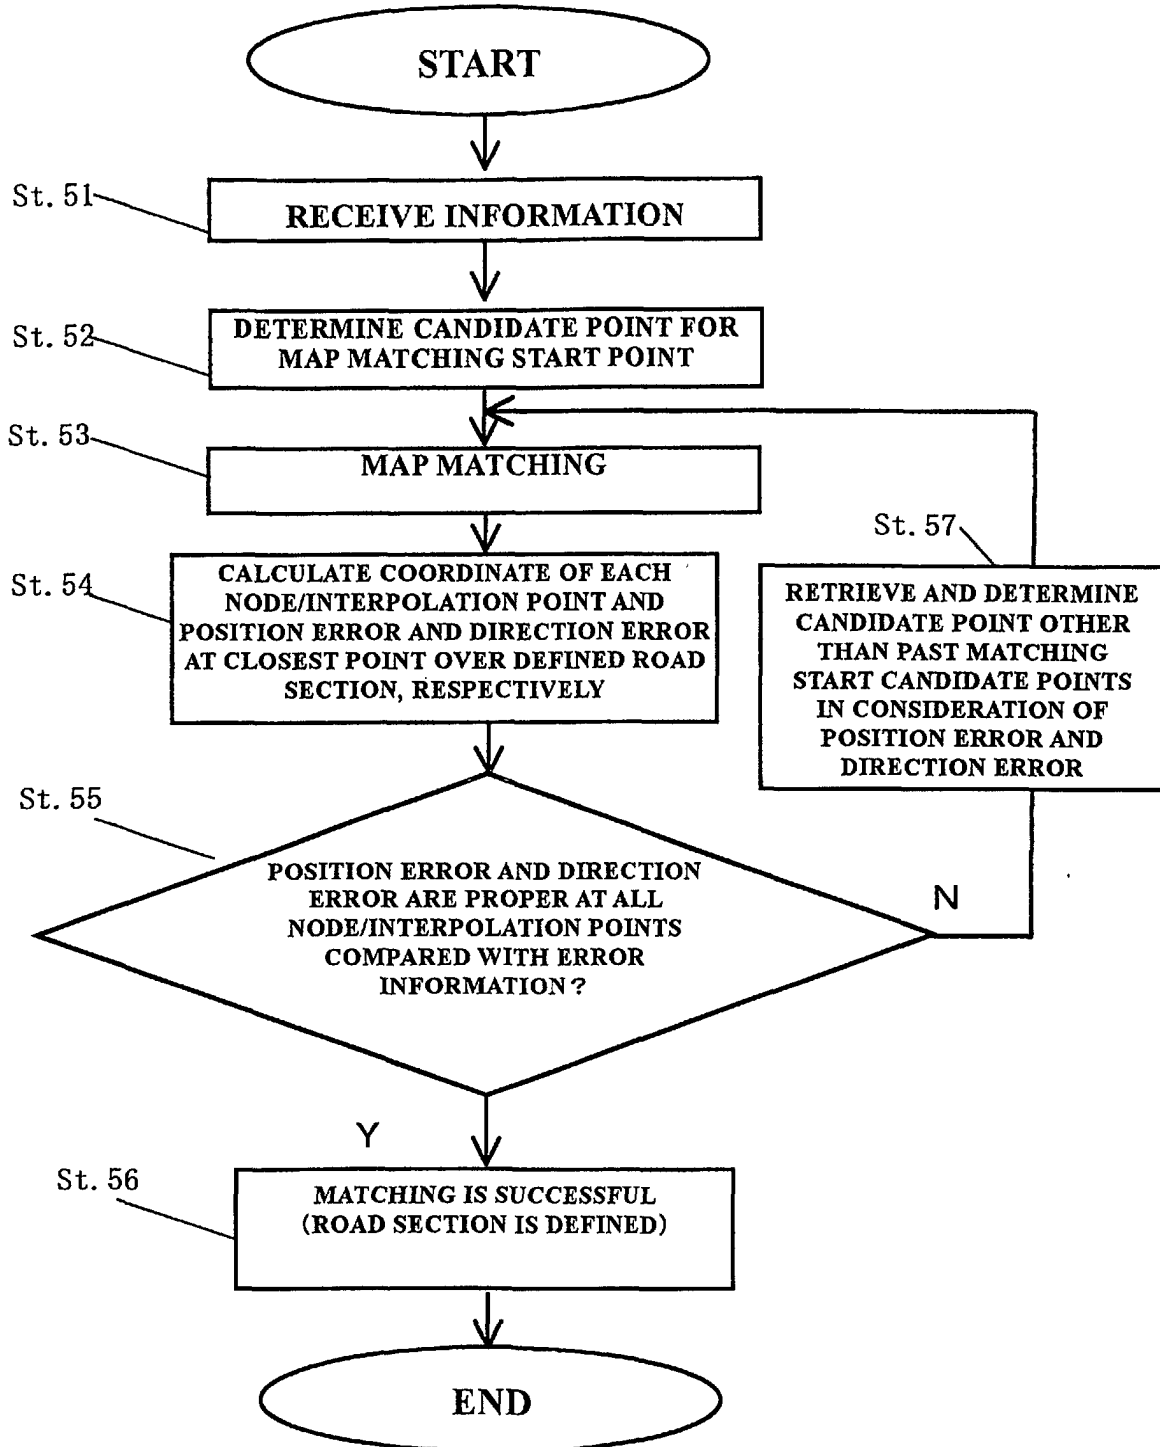 START
St. 51
RECEIVE INFORMATION
St. 52
DETERMINE CANDIDATE POINT FOR
MAP MATCHING START POINT
St. 53
MAP MATCHING
St. 54
CALCULATE COORDINATE OF EACH
NODE/INTERPOLATION POINT AND
POSITION ERROR AND DIRECTION ERROR
AT CLOSEST POINT OVER DEFINED ROAD
SECTION, RESPECTIVELY
St. 57
RETRIEVE AND DETERMINE
CANDIDATE POINT OTHER
THAN PAST MATCHING
START CANDIDATE POINTS
IN CONSIDERATION OF
POSITION ERROR AND
DIRECTION ERROR
St. 55
POSITION ERROR AND DIRECTION
ERROR ARE PROPER AT ALL
NODE/INTERPOLATION POINTS
COMPARED WITH ERROR
INFORMATION?
N
Y
St. 56
MATCHING IS SUCCESSFUL
(ROAD SECTION IS DEFINED)
END